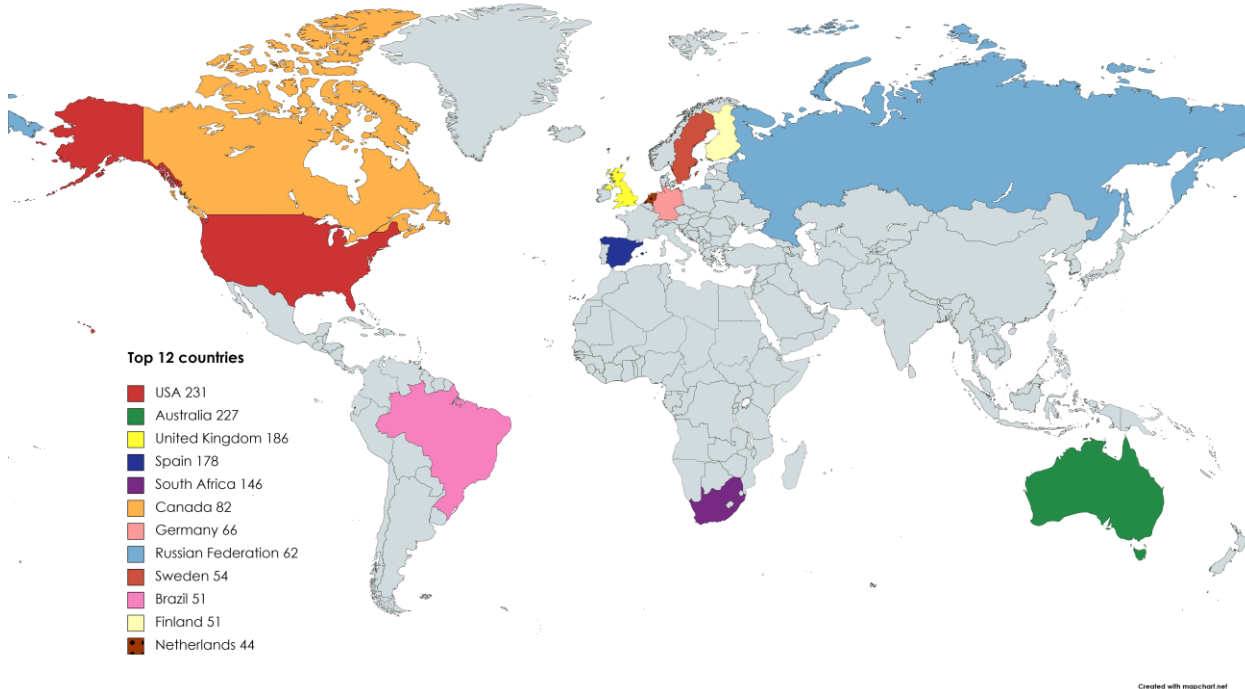 Top 12 countries
USA 231
Australia 227
United Kingdom 186
Spain 178
South Africa 146
Canada 82
Germany 66
Russian Federation 62
Sweden 54
Brazil 51
Finland 51
Netherlands 44
Created with mapchart.net